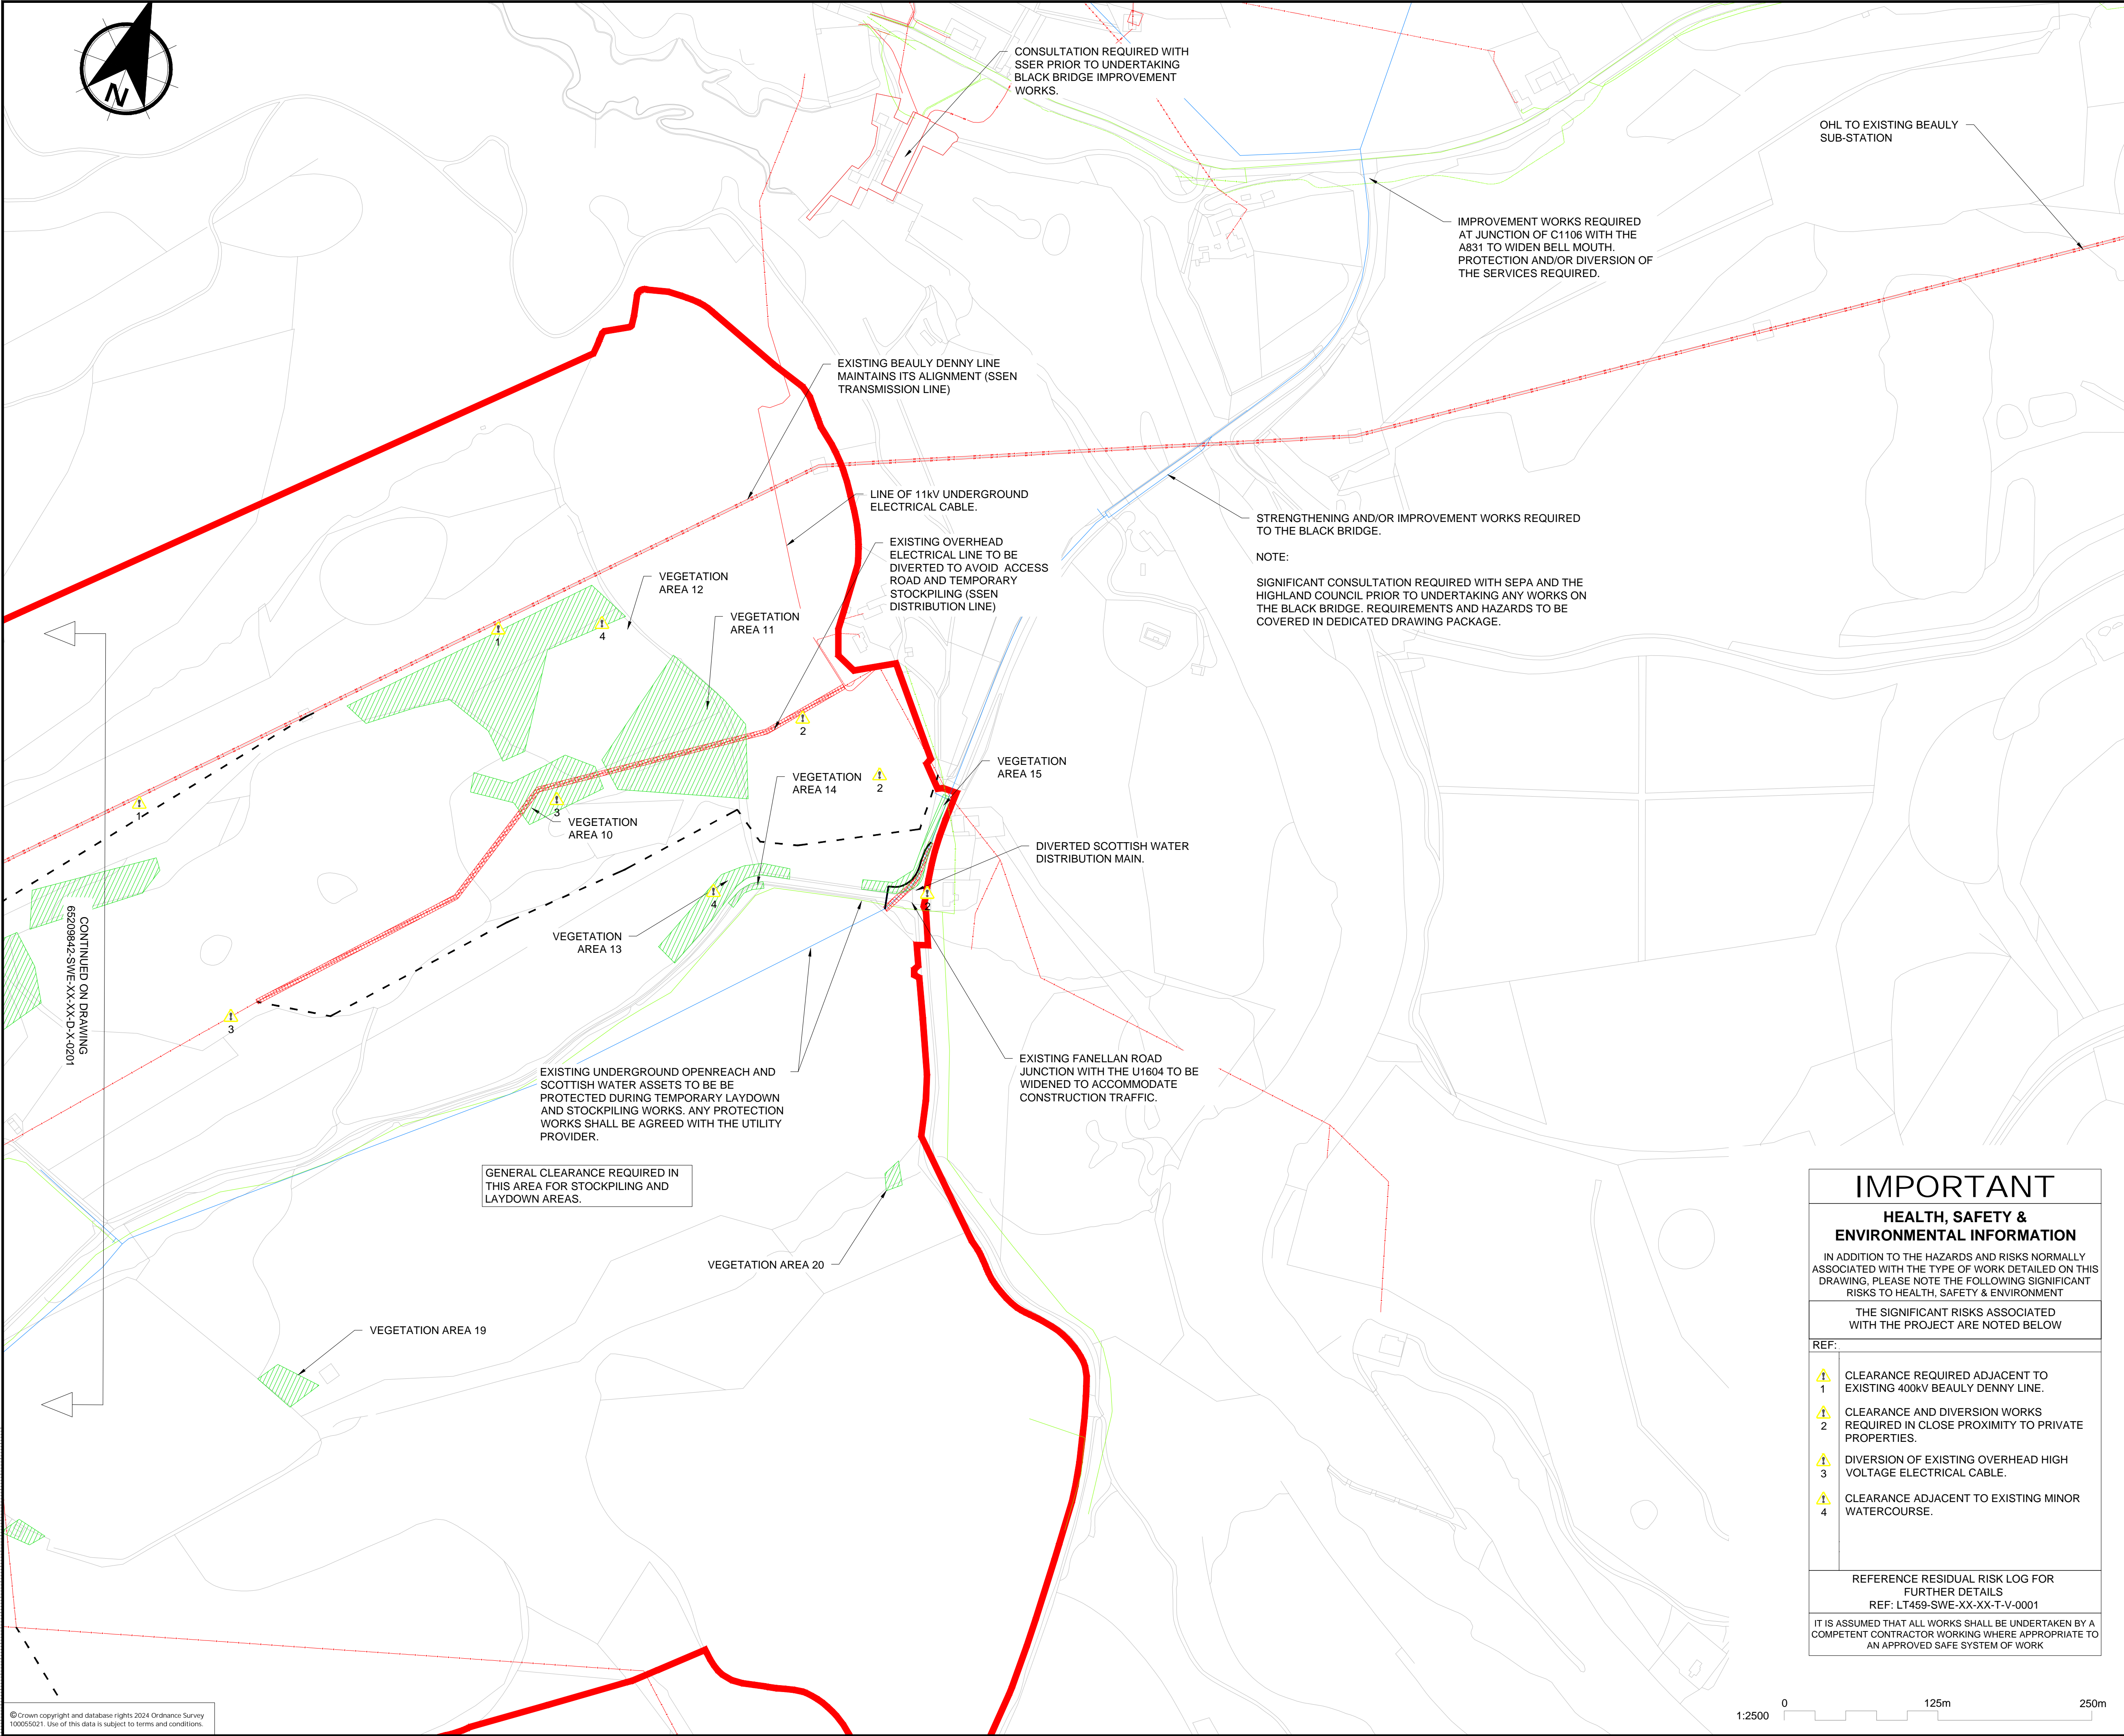 N
CONSULTATION REQUIRED WITH
SSER PRIOR TO UNDERTAKING
BLACK BRIDGE IMPROVEMENT
WORKS.
OHL TO EXISTING BEAULY
SUB-STATION
IMPROVEMENT WORKS REQUIRED
AT JUNCTION OF C1106 WITH THE
A831 TO WIDEN BELL MOUTH.
PROTECTION AND/OR DIVERSION OF
THE SERVICES REQUIRED.
EXISTING BEAULY DENNY LINE
MAINTAINS ITS ALIGNMENT (SSEN
TRANSMISSION LINE)
LINE OF 11kV UNDERGROUND
ELECTRICAL CABLE.
STRENGTHENING AND/OR IMPROVEMENT WORKS REQUIRED
TO THE BLACK BRIDGE.
NOTE:
SIGNIFICANT CONSULTATION REQUIRED WITH SEPA AND THE
HIGHLAND COUNCIL PRIOR TO UNDERTAKING ANY WORKS ON
THE BLACK BRIDGE. REQUIREMENTS AND HAZARDS TO BE
COVERED IN DEDICATED DRAWING PACKAGE.
EXISTING OVERHEAD
ELECTRICAL LINE TO BE
DIVERTED TO AVOID ACCESS
ROAD AND TEMPORARY
STOCKPILING (SSEN
DISTRIBUTION LINE)
VEGETATION
AREA 12
VEGETATION
AREA 11
1
4
2
VEGETATION
AREA 14
2
VEGETATION
AREA 15
1
3
VEGETATION
AREA 10
DIVERTED SCOTTISH WATER
DISTRIBUTION MAIN.
4
2
VEGETATION
AREA 13
CONTINUED ON DRAWING
65209842-SWE-XX-XX-D-X-0201
3
EXISTING UNDERGROUND OPENREACH AND
SCOTTISH WATER ASSETS TO BE BE
PROTECTED DURING TEMPORARY LAYDOWN
AND STOCKPILING WORKS. ANY PROTECTION
WORKS SHALL BE AGREED WITH THE UTILITY
PROVIDER.
EXISTING FANELLAN ROAD
JUNCTION WITH THE U1604 TO BE
WIDENED TO ACCOMMODATE
CONSTRUCTION TRAFFIC.
GENERAL CLEARANCE REQUIRED IN
THIS AREA FOR STOCKPILING AND
LAYDOWN AREAS.
VEGETATION AREA 20
VEGETATION AREA 19
IMPORTANT
HEALTH, SAFETY &
ENVIRONMENTAL INFORMATION
IN ADDITION TO THE HAZARDS AND RISKS NORMALLY
ASSOCIATED WITH THE TYPE OF WORK DETAILED ON THIS
DRAWING, PLEASE NOTE THE FOLLOWING SIGNIFICANT
RISKS TO HEALTH, SAFETY & ENVIRONMENT
THE SIGNIFICANT RISKS ASSOCIATED
WITH THE PROJECT ARE NOTED BELOW
REF:
1 CLEARANCE REQUIRED ADJACENT TO
EXISTING 400kV BEAULY DENNY LINE.
2 CLEARANCE AND DIVERSION WORKS
REQUIRED IN CLOSE PROXIMITY TO PRIVATE
PROPERTIES.
3 DIVERSION OF EXISTING OVERHEAD HIGH
VOLTAGE ELECTRICAL CABLE.
4 CLEARANCE ADJACENT TO EXISTING MINOR
WATERCOURSE.
REFERENCE RESIDUAL RISK LOG FOR
FURTHER DETAILS
REF: LT459-SWE-XX-XX-T-V-0001
IT IS ASSUMED THAT ALL WORKS SHALL BE UNDERTAKEN BY A
COMPETENT CONTRACTOR WORKING WHERE APPROPRIATE TO
AN APPROVED SAFE SYSTEM OF WORK
1:2500 0 125m 250m
© Crown copyright and database rights 2024 Ordnance Survey
100055021. Use of this data is subject to terms and conditions.